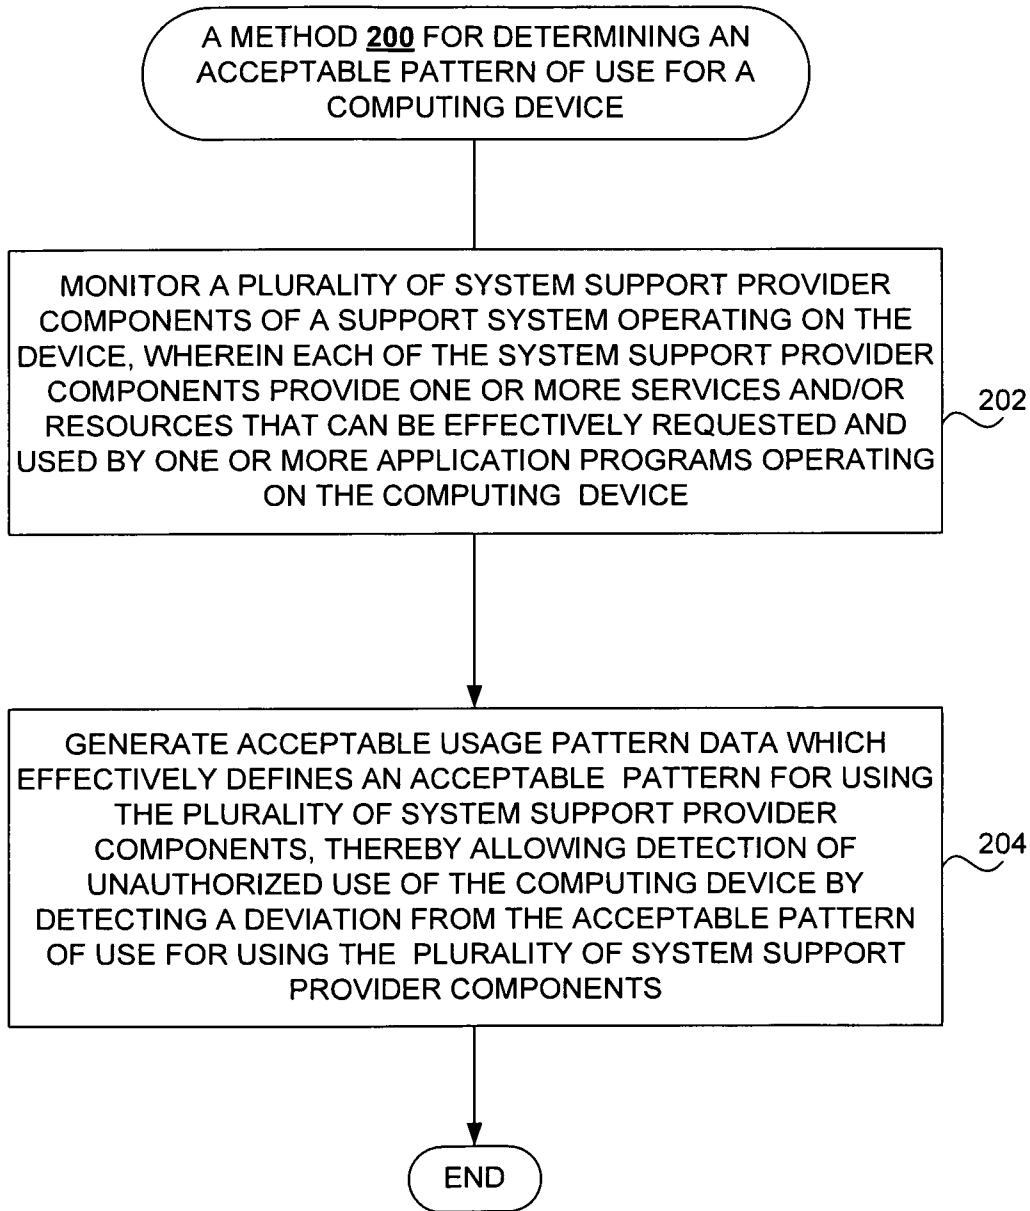 A METHOD 200 FOR DETERMINING AN
ACCEPTABLE PATTERN OF USE FOR A
COMPUTING DEVICE
MONITOR A PLURALITY OF SYSTEM SUPPORT PROVIDER
COMPONENTS OF A SUPPORT SYSTEM OPERATING ON THE
DEVICE, WHEREIN EACH OF THE SYSTEM SUPPORT PROVIDER
COMPONENTS PROVIDE ONE OR MORE SERVICES AND/OR
RESOURCES THAT CAN BE EFFECTIVELY REQUESTED AND
USED BY ONE OR MORE APPLICATION PROGRAMS OPERATING
ON THE COMPUTING DEVICE
202
GENERATE ACCEPTABLE USAGE PATTERN DATA WHICH
EFFECTIVELY DEFINES AN ACCEPTABLE PATTERN FOR USING
THE PLURALITY OF SYSTEM SUPPORT PROVIDER
COMPONENTS, THEREBY ALLOWING DETECTION OF
UNAUTHORIZED USE OF THE COMPUTING DEVICE BY
DETECTING A DEVIATION FROM THE ACCEPTABLE PATTERN
OF USE FOR USING THE PLURALITY OF SYSTEM SUPPORT
PROVIDER COMPONENTS
204
END